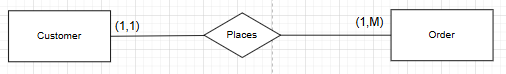 (1,1)
(1,M)
Customer
Places
Order